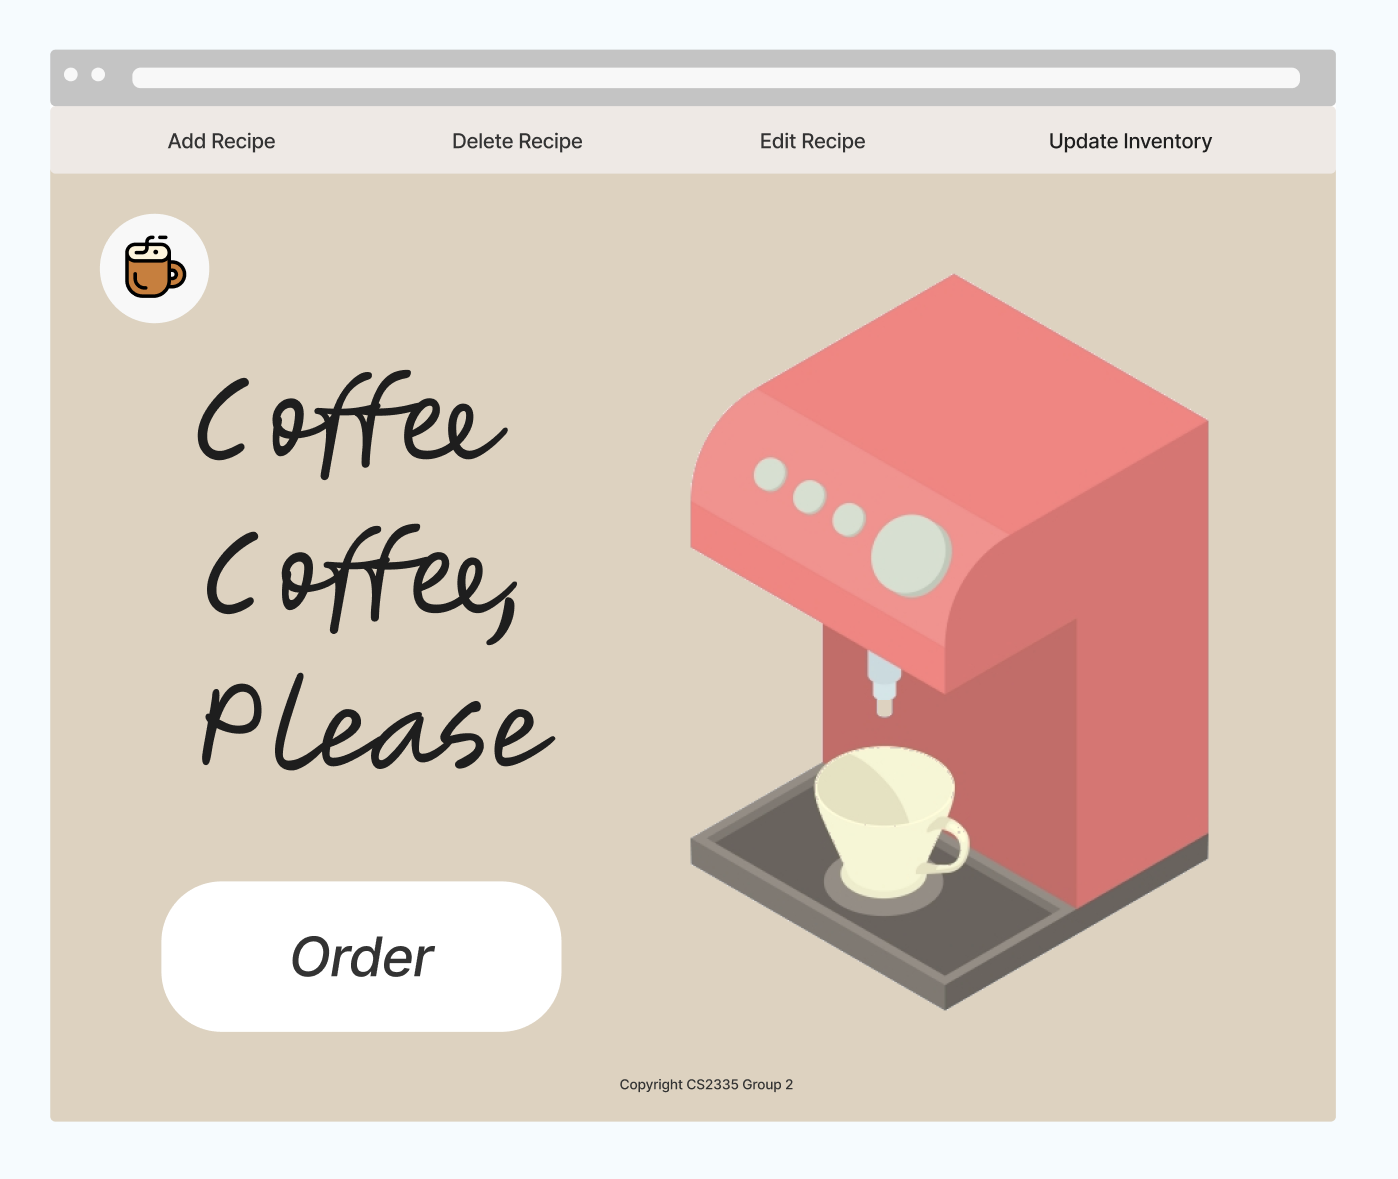 Add Recipe Delete Recipe Edit Recipe Update Inventory
Coffee
Coffee,
Please
Order
Copyright CS2335 Group 2